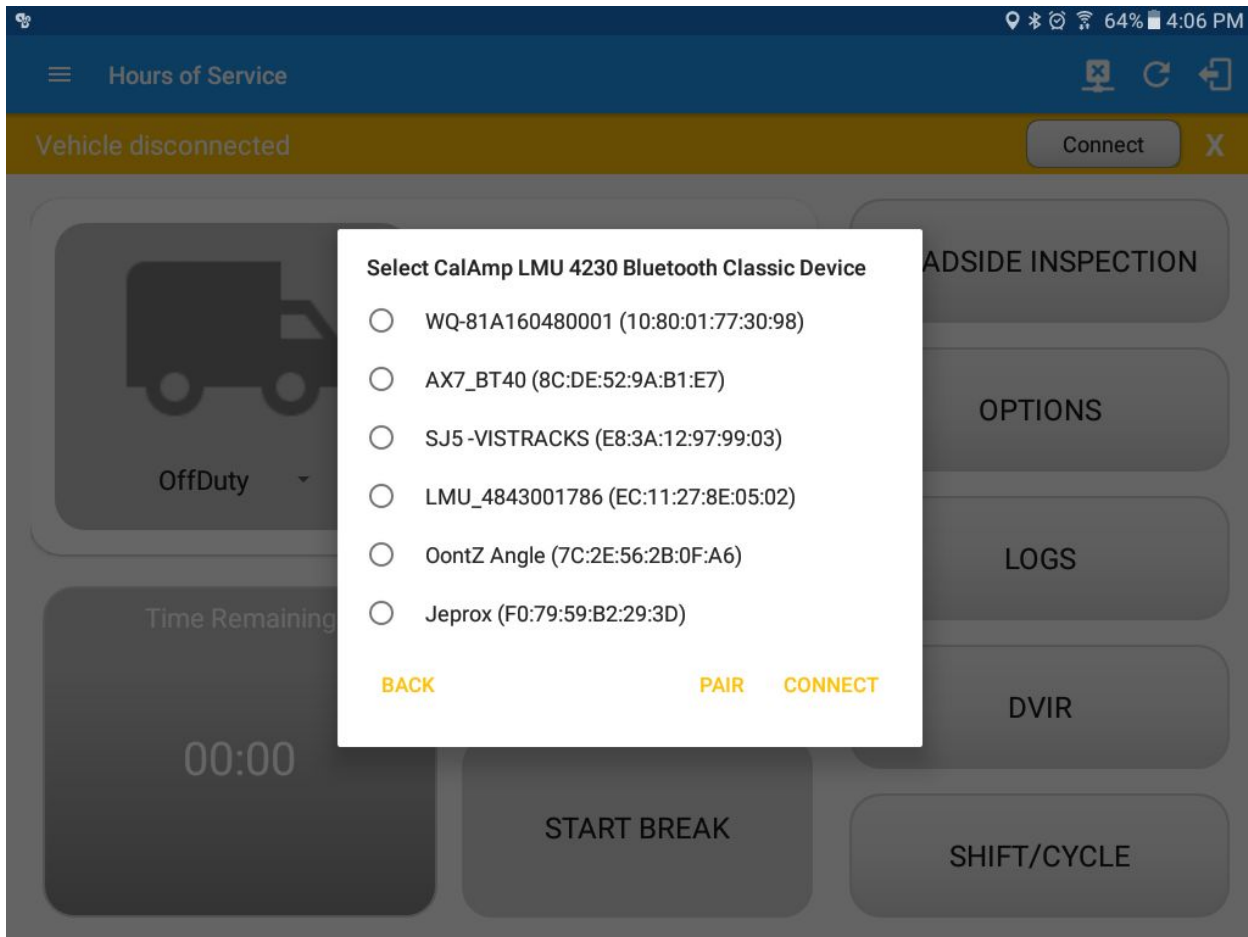 64% 4:06 PM
Hours of Service
Vehicle disconnected
Connect X
Select CalAmp LMU 4230 Bluetooth Classic Device
WQ-81A160480001 (10:80:01:77:30:98)
AX7_BT40 (8C:DE:52:9A:B1:E7)
SJ5 -VISTRACKS (E8:3A:12:97:99:03)
LMU_4843001786 (EC:11:27:8E:05:02)
OontZ Angle (7C:2E:56:2B:0F:A6)
Jeprox (F0:79:59:B2:29:3D)
BACK PAIR CONNECT
OffDuty
Time Remaining
00:00
START BREAK
ADSIDE INSPECTION
OPTIONS
LOGS
DVIR
SHIFT/CYCLE